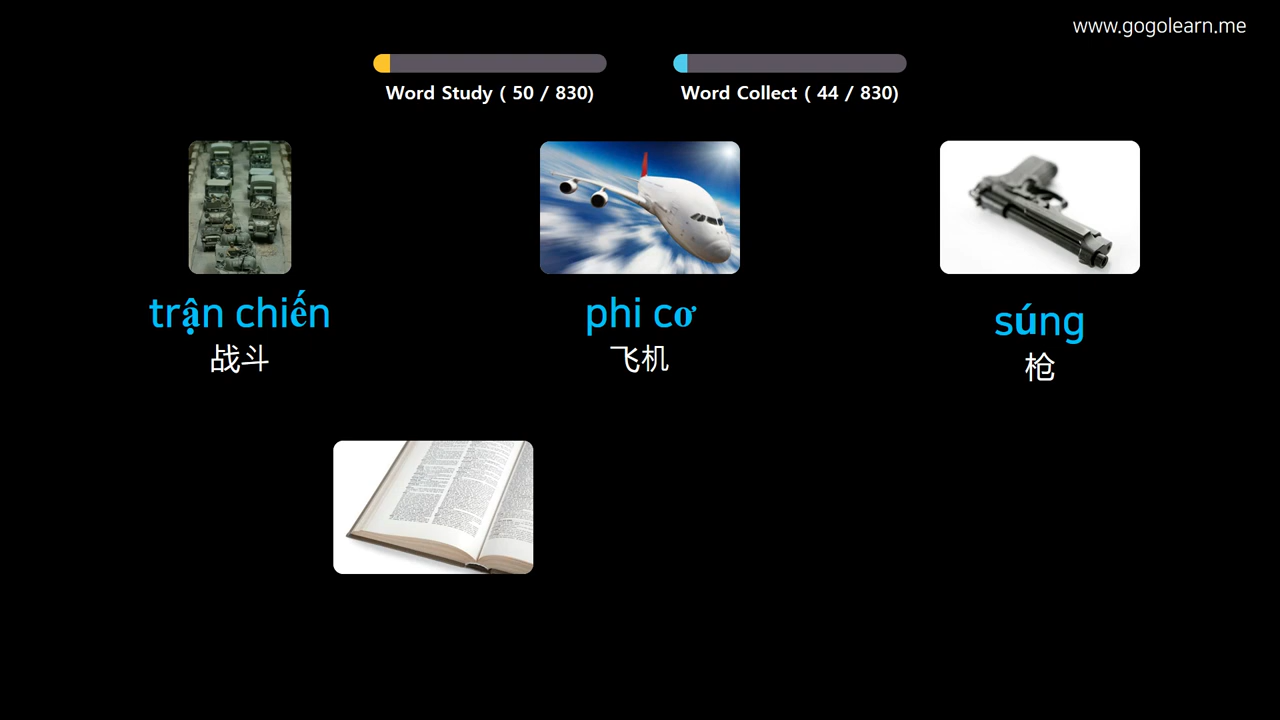 www.gogolearn.me
Word Study ( 50 / 830)
Word Collect ( 44 / 830)
trận chiến
战斗
phi cơ
飞机
súng
枪